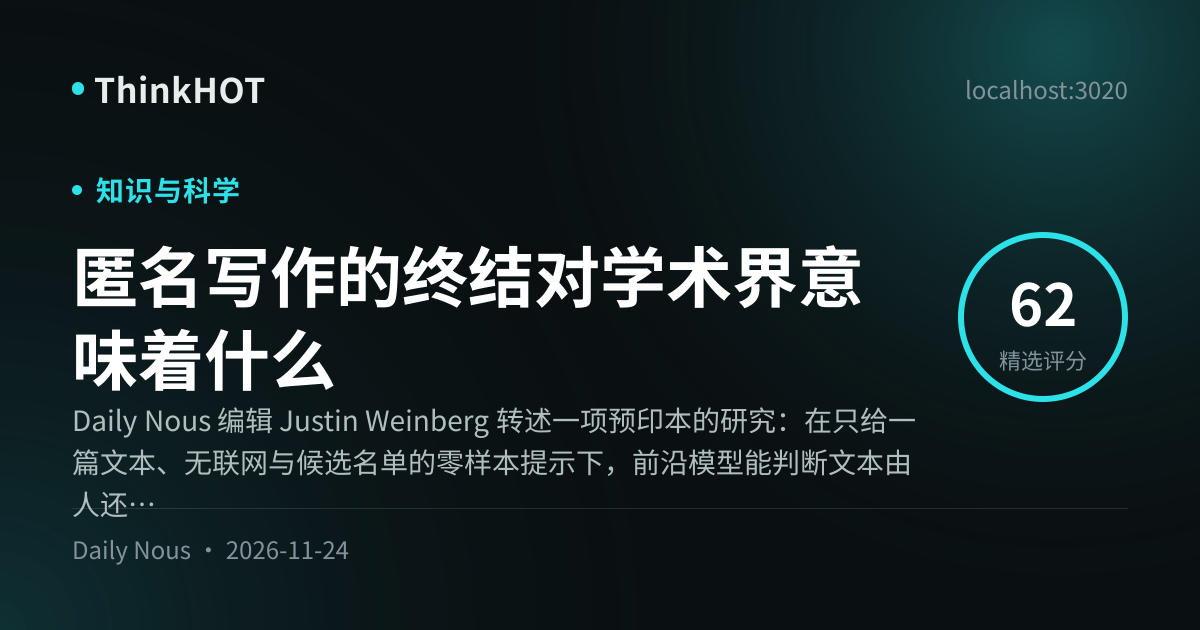 ThinkHOT
localhost:3020
知识与科学
匿名写作的终结对学术界意
味着什么
62
精选评分
Daily Nous 编辑 Justin Weinberg 转述一项预印本的研究：在只给一
篇文本、无联网与候选名单的零样本提示下，前沿模型能判断文本由
人还…
Daily Nous · 2026-11-24